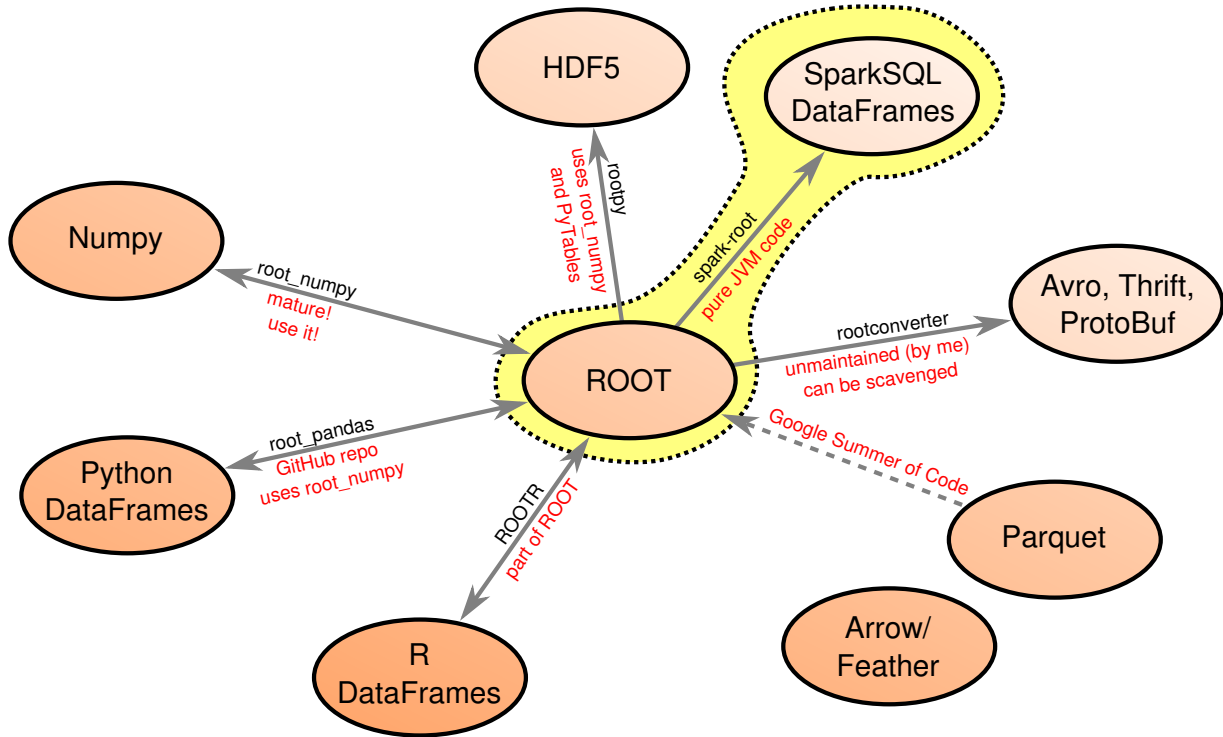 HDF5
SparkSQL
DataFrames
rootpy
uses root_numpy
and PyTables
spark-root
pure JVM code
Numpy
root_numpy
mature!
use it!
Avro, Thrift,
ProtoBuf
rootconverter
unmaintained (by me)
can be scavenged
ROOT
root_pandas
GitHub repo
uses root_numpy
Python
DataFrames
Google Summer of Code
Parquet
ROOTR
part of ROOT
R
DataFrames
Arrow/
Feather